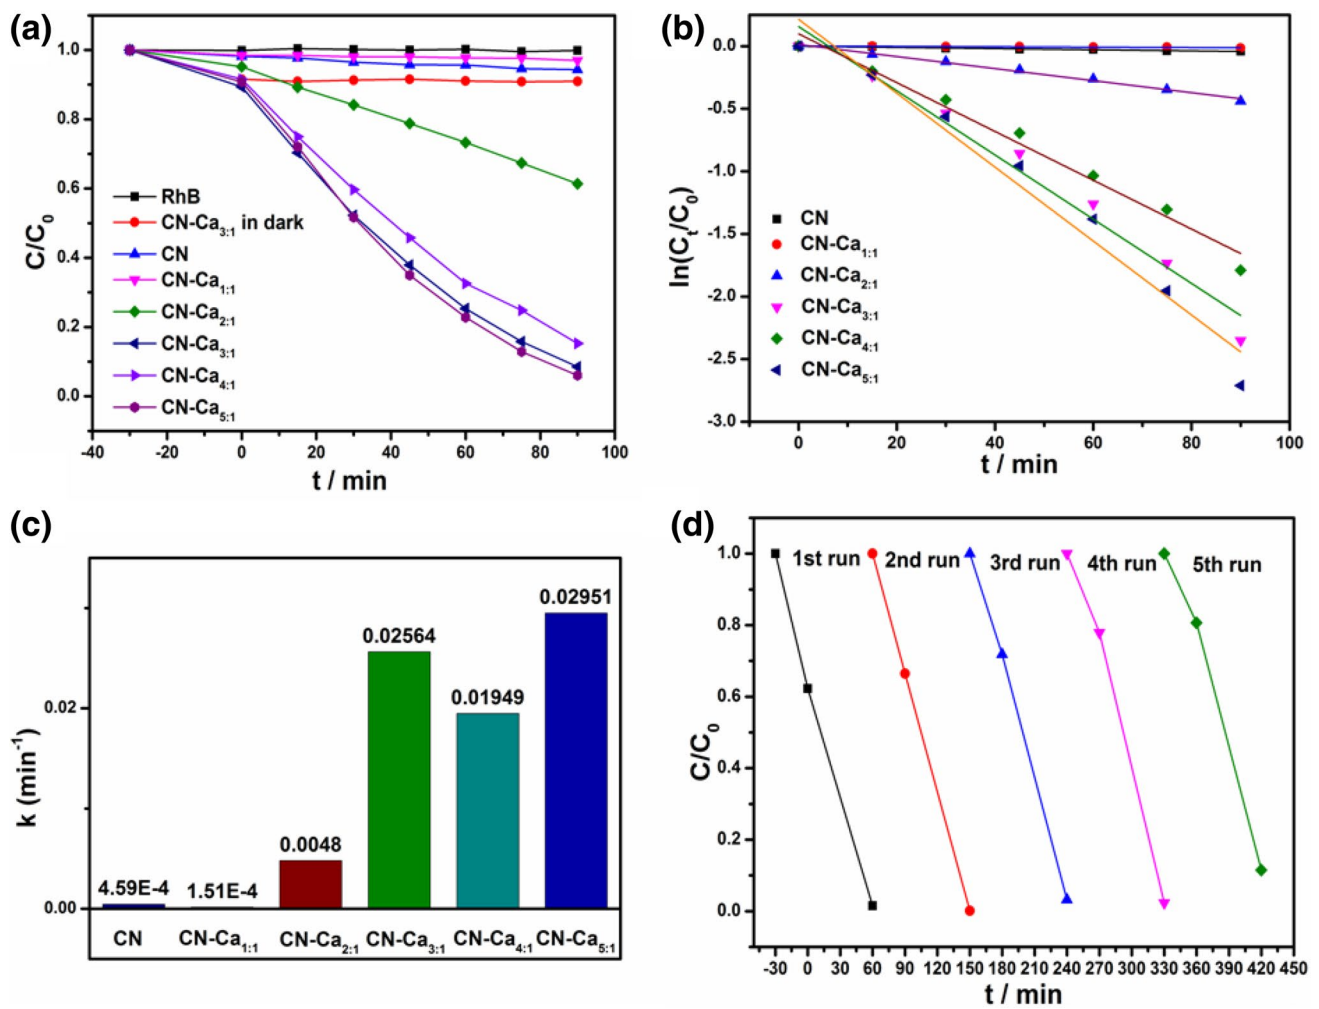 (a)
1.0
0.8
0.6
0.4
0.2
0.0
C/C₀
RhB
CN-Ca₃:₁ in dark
CN
CN-Ca₁:₁
CN-Ca₂:₁
CN-Ca₃:₁
CN-Ca₄:₁
CN-Ca₅:₁
-40 -20 0 20 40 60 80 100
t / min
(b)
0.0
-0.5
-1.0
-1.5
-2.0
-2.5
-3.0
ln(Cₜ/C₀)
CN
CN-Ca₁:₁
CN-Ca₂:₁
CN-Ca₃:₁
CN-Ca₄:₁
CN-Ca₅:₁
0 20 40 60 80 100
t / min
(c)
k (min⁻¹)
0.02
0.00
4.59E-4
1.51E-4
0.0048
0.02564
0.01949
0.02951
CN CN-Ca₁:₁ CN-Ca₂:₁ CN-Ca₃:₁ CN-Ca₄:₁ CN-Ca₅:₁
(d)
1.0
0.8
0.6
0.4
0.2
0.0
C/C₀
1st run 2nd run 3rd run 4th run 5th run
-30 0 30 60 90 120 150 180 210 240 270 300 330 360 390 420 450
t / min